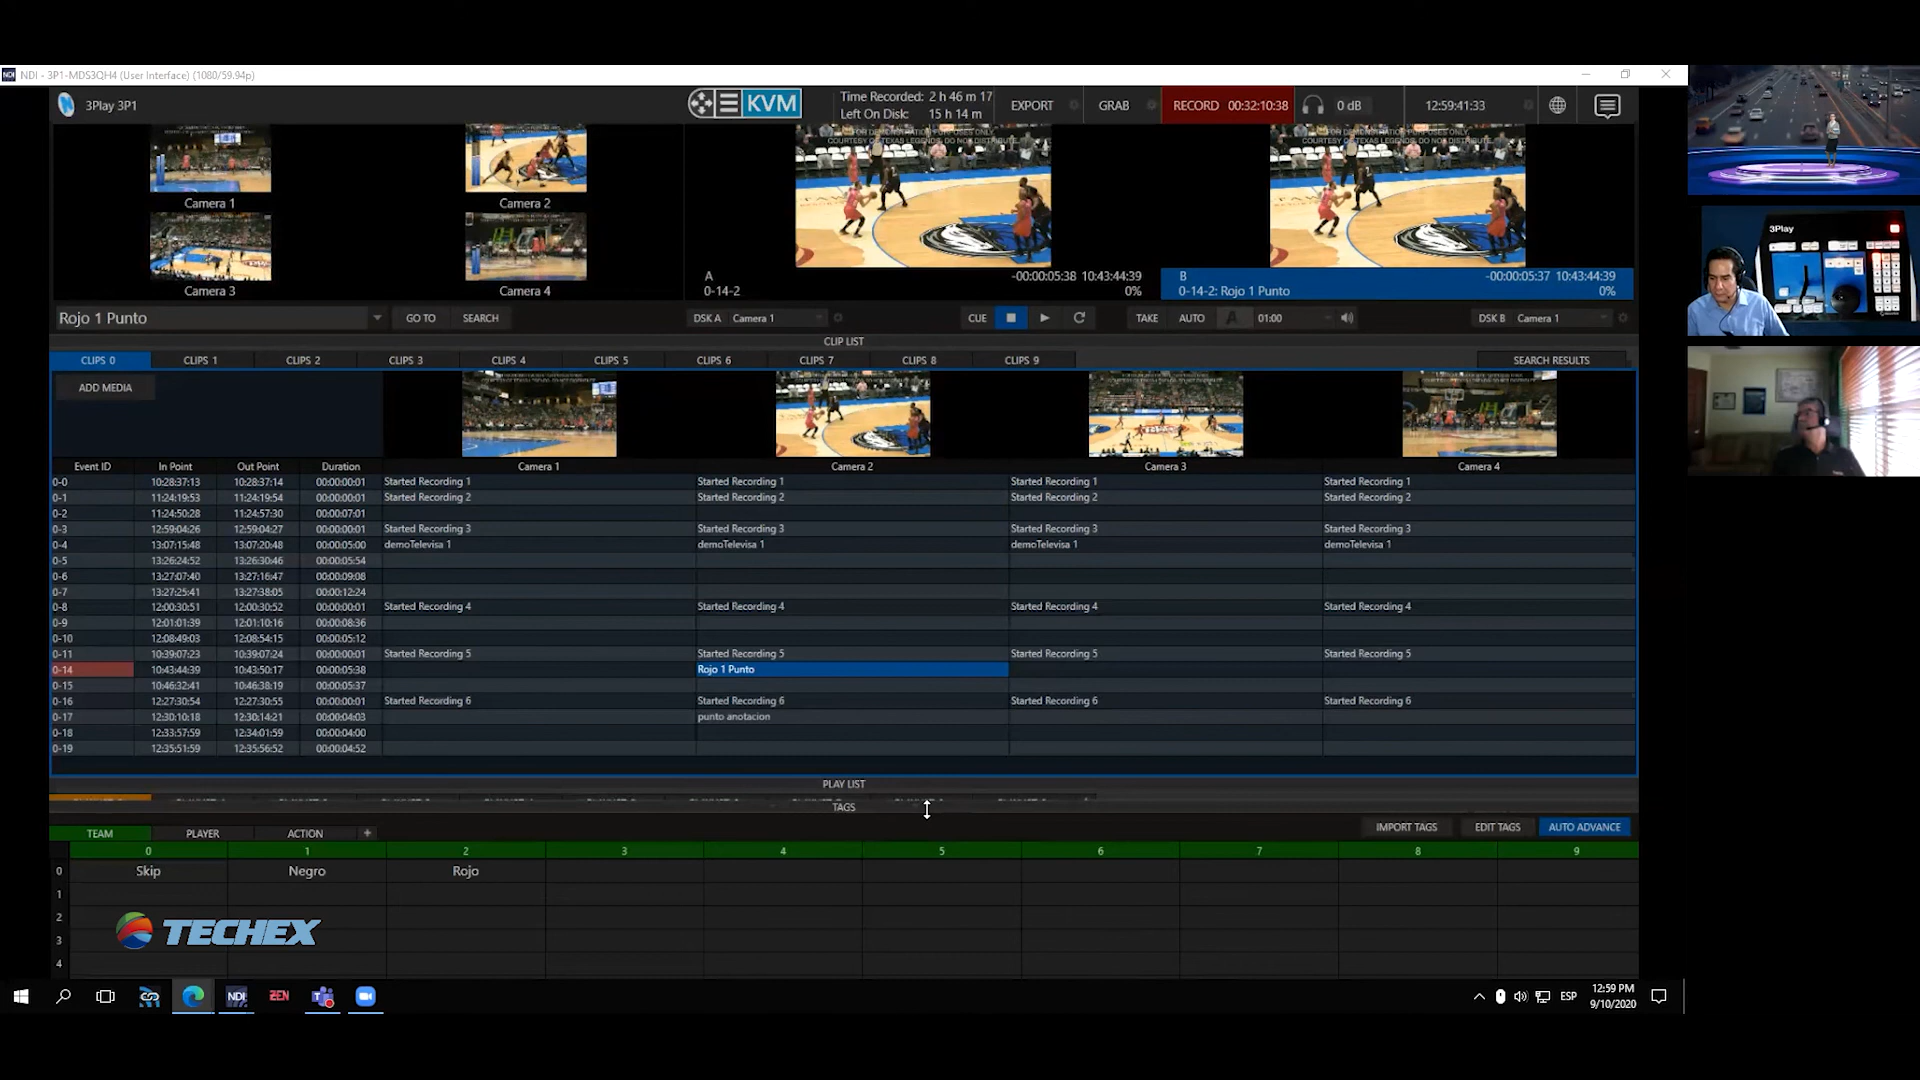 NDI - 3P1-MDS3QH4 (User Interface) (1080/59.94p)
3Play 3P1
KVM
Time Recorded: 2 h 46 m 17
Left On Disk: 15 h 14 m
EXPORT
GRAB
RECORD 00:32:10:38
0 dB
12:59:41:33
Camera 1
Camera 2
Camera 3
Camera 4
FOR DEMONSTRATION PURPOSES ONLY
COURTESY OF TEXAS LEGENDS. DO NOT DISTRIBUTE
A -00:00:05:38 10:43:44:39
0-14-2 0%
FOR DEMONSTRATION PURPOSES ONLY
COURTESY OF TEXAS LEGENDS. DO NOT DISTRIBUTE
B -00:00:05:37 10:43:44:39
0-14-2: Rojo 1 Punto 0%
3Play
Rojo 1 Punto GO TO SEARCH DSK A Camera 1 CUE TAKE AUTO A 01:00 DSK B Camera 1
CLIP LIST
CLIPS 0 CLIPS 1 CLIPS 2 CLIPS 3 CLIPS 4 CLIPS 5 CLIPS 6 CLIPS 7 CLIPS 8 CLIPS 9 SEARCH RESULTS
ADD MEDIA
Event ID In Point Out Point Duration Camera 1 Camera 2 Camera 3 Camera 4
0-0 10:28:37:13 10:28:37:14 00:00:00:01 Started Recording 1 Started Recording 1 Started Recording 1 Started Recording 1
0-1 11:24:19:53 11:24:19:54 00:00:00:01 Started Recording 2 Started Recording 2 Started Recording 2 Started Recording 2
0-2 11:24:50:28 11:24:57:30 00:00:07:01
0-3 12:59:04:26 12:59:04:27 00:00:00:01 Started Recording 3 Started Recording 3 Started Recording 3 Started Recording 3
0-4 13:07:15:48 13:07:20:48 00:00:05:00 demoTelevisa 1 demoTelevisa 1 demoTelevisa 1 demoTelevisa 1
0-5 13:26:24:52 13:26:30:46 00:00:05:54
0-6 13:27:07:40 13:27:16:47 00:00:09:08
0-7 13:27:25:41 13:27:38:05 00:00:12:24
0-8 12:00:30:51 12:00:30:52 00:00:00:01 Started Recording 4 Started Recording 4 Started Recording 4 Started Recording 4
0-9 12:01:01:39 12:01:10:16 00:00:08:36
0-10 12:08:49:03 12:08:54:15 00:00:05:12
0-11 10:39:07:23 10:39:07:24 00:00:00:01 Started Recording 5 Started Recording 5 Started Recording 5 Started Recording 5
0-14 10:43:44:39 10:43:50:17 00:00:05:38 Rojo 1 Punto
0-15 10:46:32:41 10:46:38:19 00:00:05:37
0-16 12:27:30:54 12:27:30:55 00:00:00:01 Started Recording 6 Started Recording 6 Started Recording 6 Started Recording 6
0-17 12:30:10:18 12:30:14:21 00:00:04:03 punto anotacion
0-18 12:33:57:59 12:34:01:59 00:00:04:00
0-19 12:35:51:59 12:35:56:52 00:00:04:52
PLAY LIST
TAGS
TEAM PLAYER ACTION + IMPORT TAGS EDIT TAGS AUTO ADVANCE
0 1 2 3 4 5 6 7 8 9
0 Skip Negro Rojo
1
2
3
4
TECHEX
NDI ZEN ESP
12:59 PM
9/10/2020